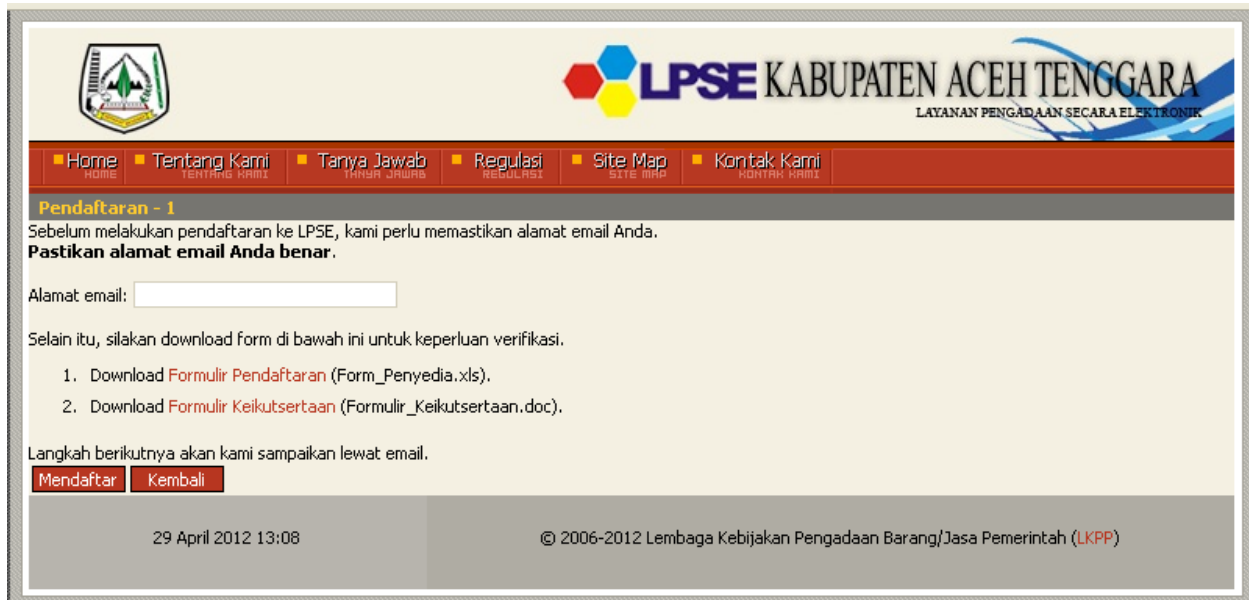 LPSE KABUPATEN ACEH TENGGARA
LAYANAN PENGADAAN SECARA ELEKTRONIK
Home Tentang Kami Tanya Jawab Regulasi Site Map Kontak Kami
HOME TENTANG KAMI TANYA JAWAB REGULASI SITE MAP KONTAK KAMI
Pendaftaran - 1
Sebelum melakukan pendaftaran ke LPSE, kami perlu memastikan alamat email Anda.
Pastikan alamat email Anda benar.
Alamat email:
Selain itu, silakan download form di bawah ini untuk keperluan verifikasi.
1. Download Formulir Pendaftaran (Form_Penyedia.xls).
2. Download Formulir Keikutsertaan (Formulir_Keikutsertaan.doc).
Langkah berikutnya akan kami sampaikan lewat email.
Mendaftar Kembali
29 April 2012 13:08 © 2006-2012 Lembaga Kebijakan Pengadaan Barang/Jasa Pemerintah (LKPP)